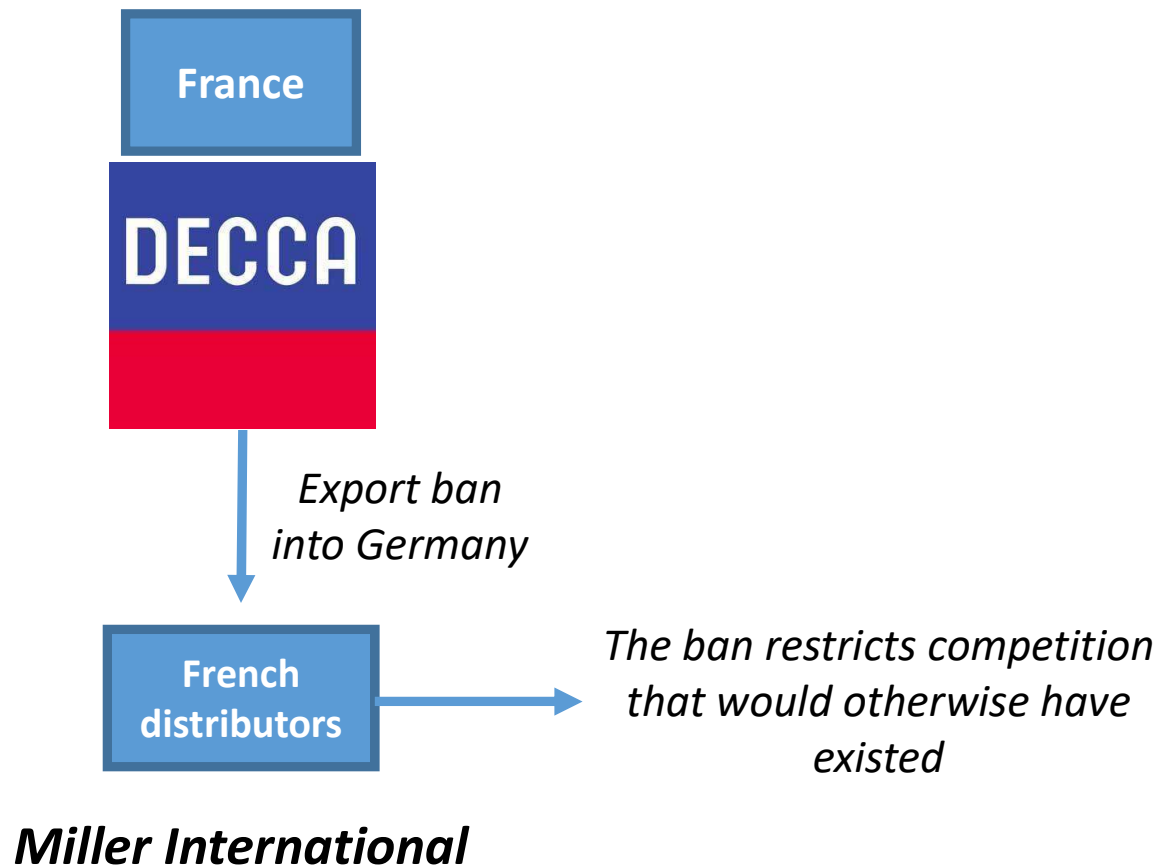 France
DECCA
Export ban
into Germany
French
distributors
The ban restricts competition
that would otherwise have
existed
Miller International